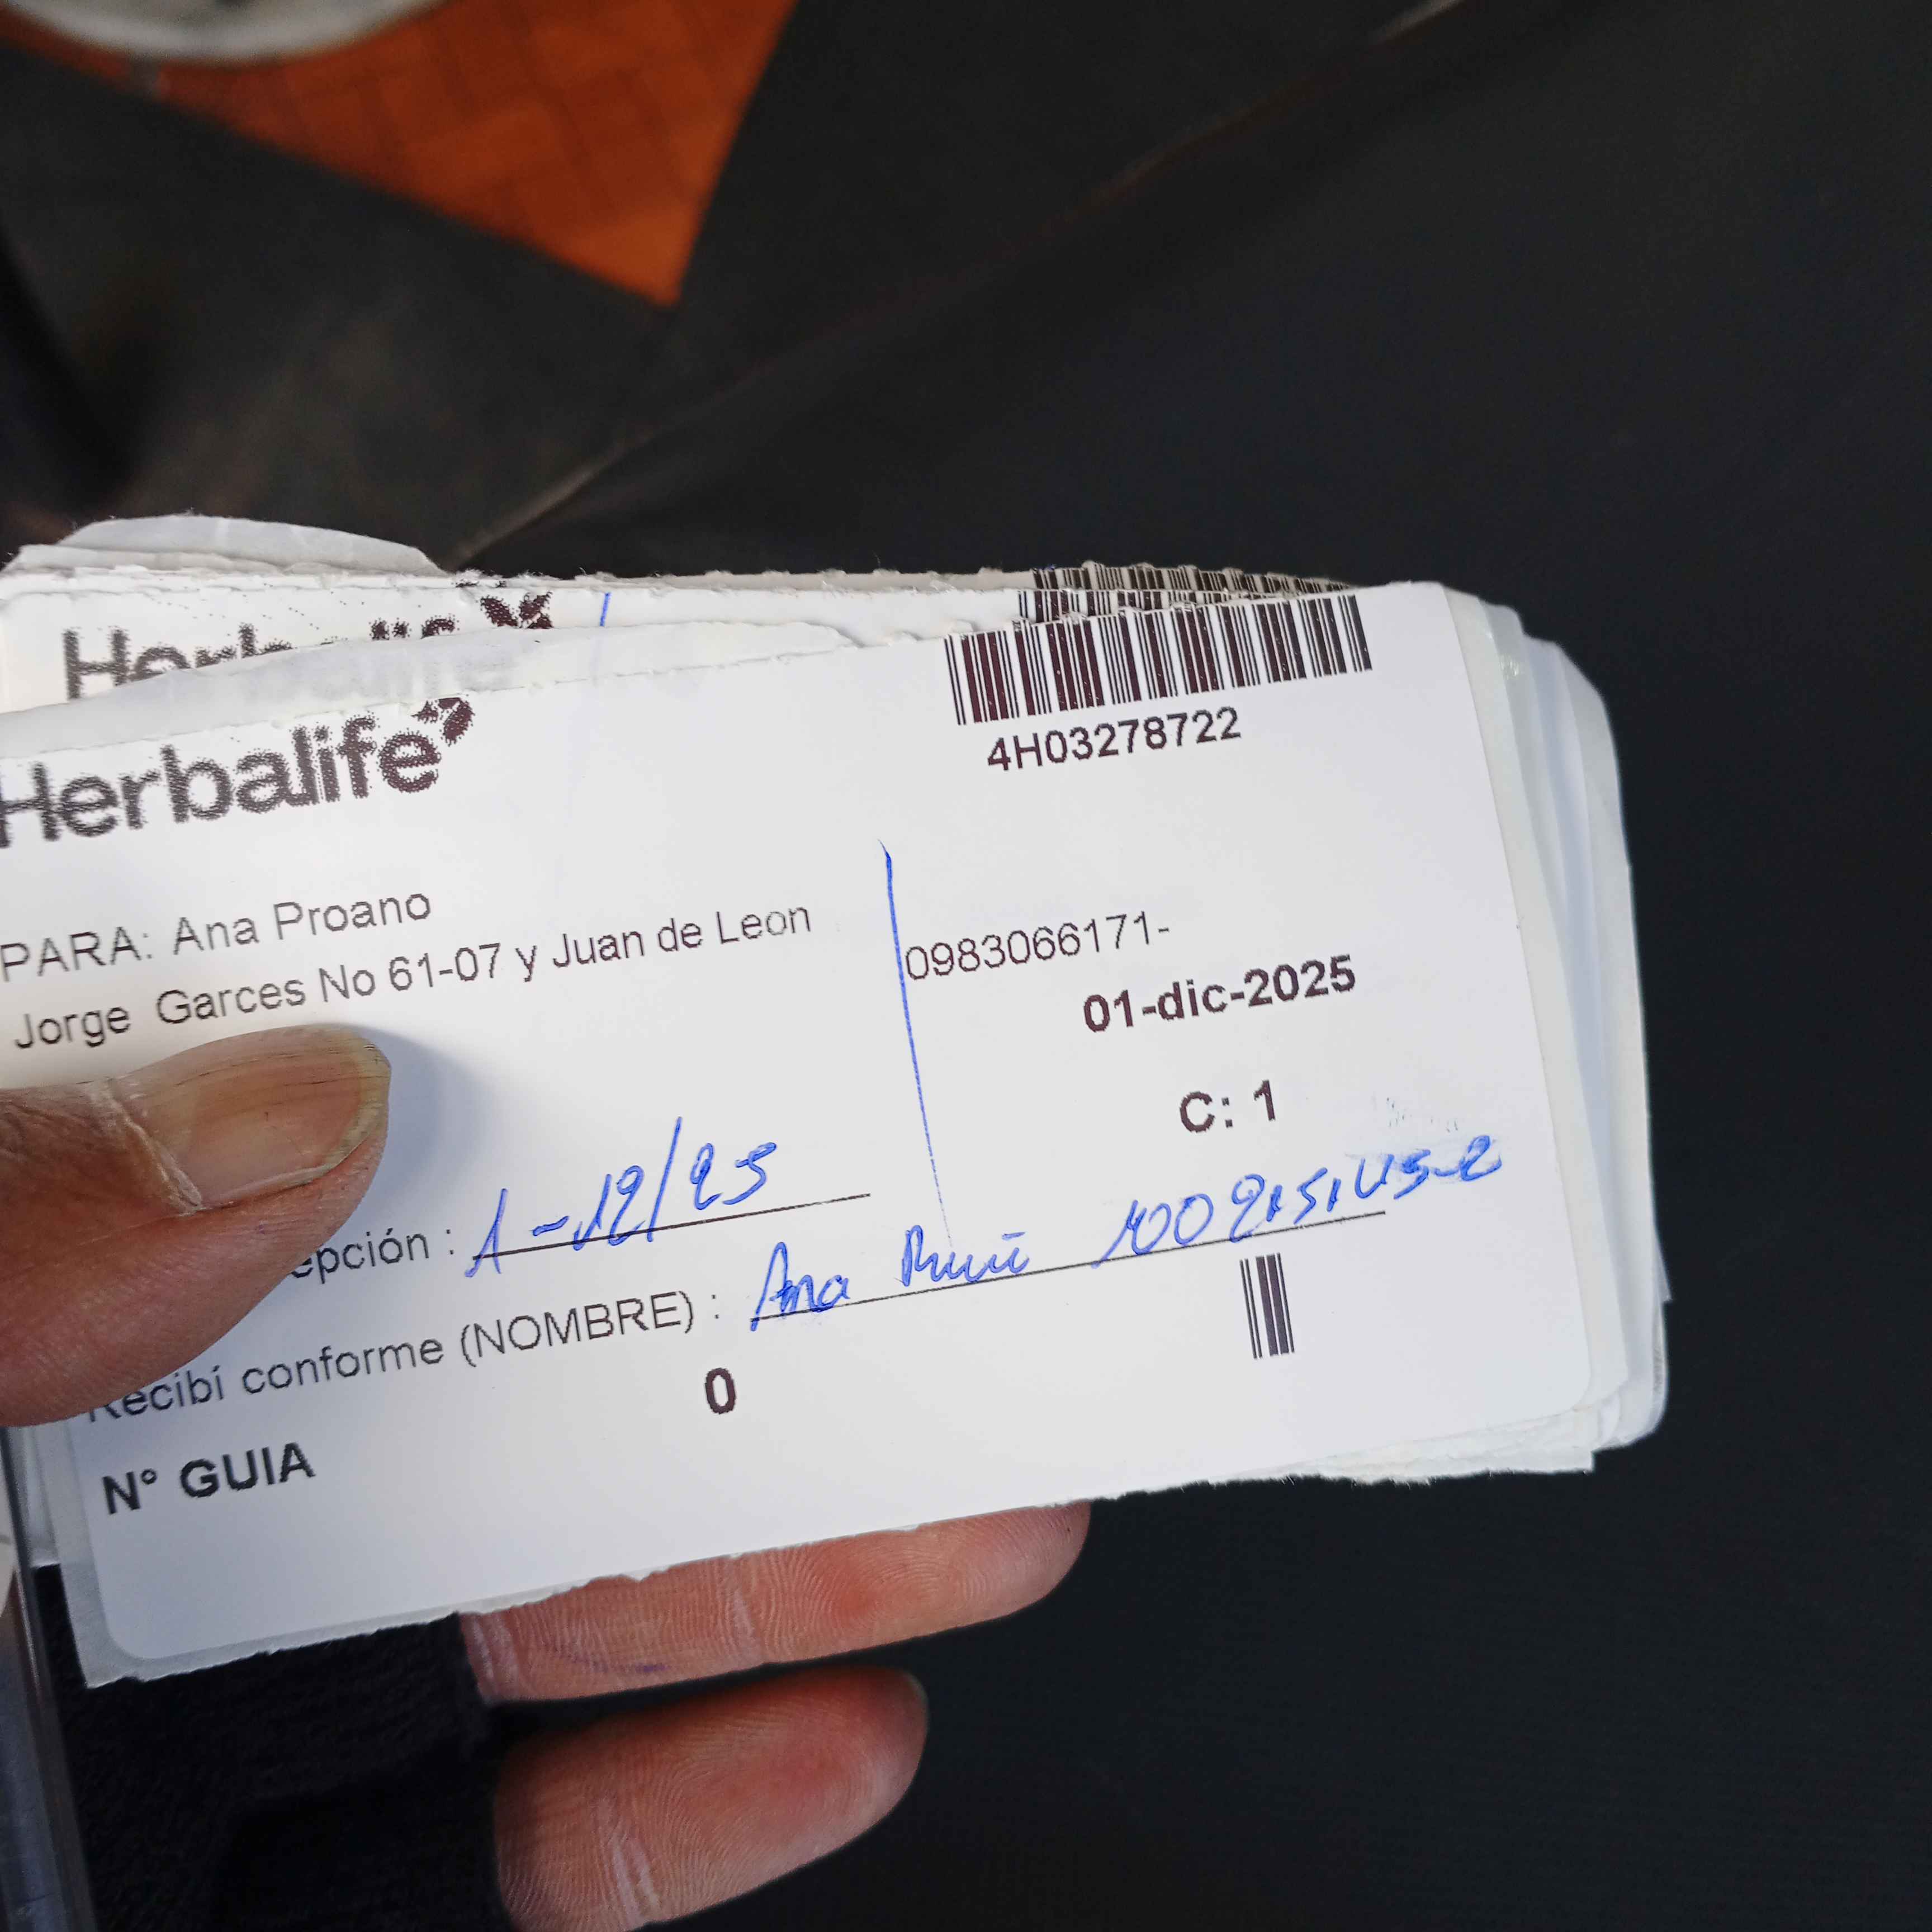 Herbalife
Herbalife
4H03278722
PARA: Ana Proano
Jorge Garces No 61-07 y Juan de Leon
0983066171-
01-dic-2025
C: 1
epción : 1-12/25
Recibí conforme (NOMBRE) : Ana
0
N° GUIA